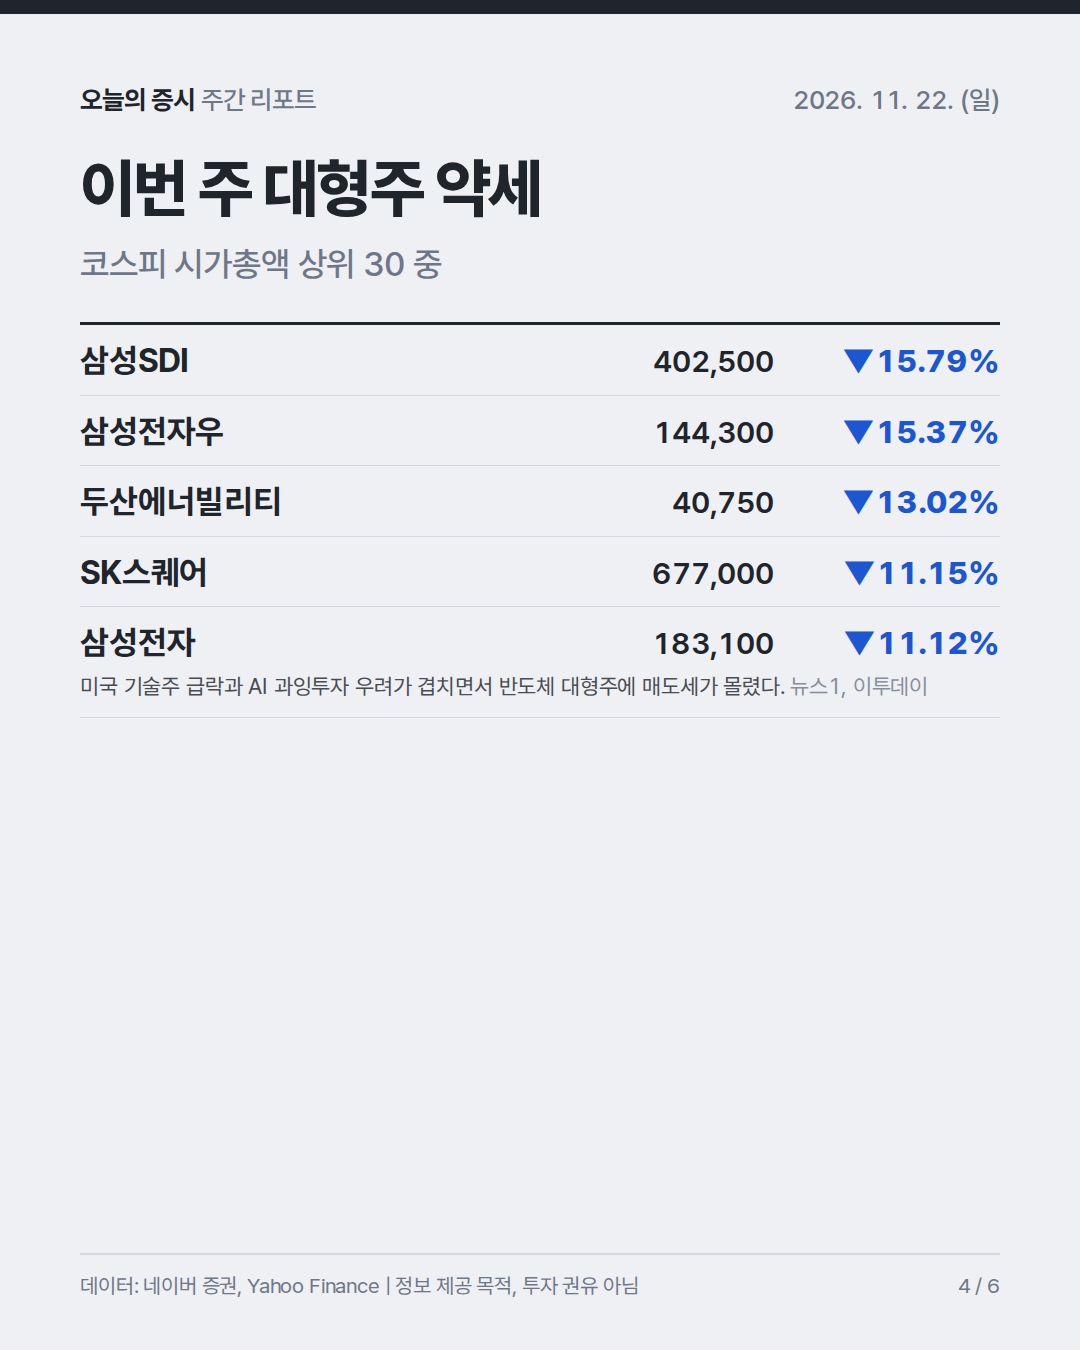 오늘의 증시 주간 리포트 2026. 11. 22. (일)
이번 주 대형주 약세
코스피 시가총액 상위 30 중
삼성SDI 402,500 ▼15.79%
삼성전자우 144,300 ▼15.37%
두산에너빌리티 40,750 ▼13.02%
SK스퀘어 677,000 ▼11.15%
삼성전자 183,100 ▼11.12%
미국 기술주 급락과 AI 과잉투자 우려가 겹치면서 반도체 대형주에 매도세가 몰렸다. 뉴스1, 이투데이
데이터: 네이버 증권, Yahoo Finance | 정보 제공 목적, 투자 권유 아님 4 / 6